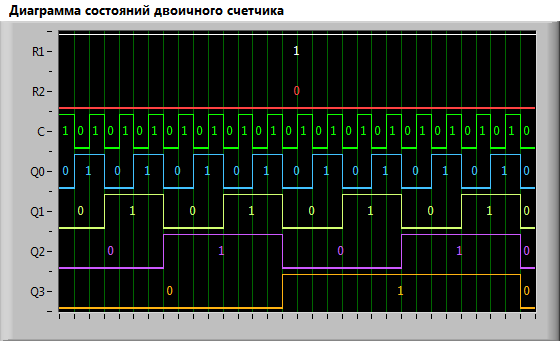 Диаграмма состояний двоичного счетчика
R1 1
R2 0
C 1 0 1 0 1 0 1 0 1 0 1 0 1 0 1 0 1 0 1 0 1 0 1 0 1 0 1 0 1 0 1 0
Q0 0 1 0 1 0 1 0 1 0 1 0 1 0 1 0 1 0
Q1 0 1 0 1 0 1 0 1 0
Q2 0 1 0 1 0
Q3 0 1 0